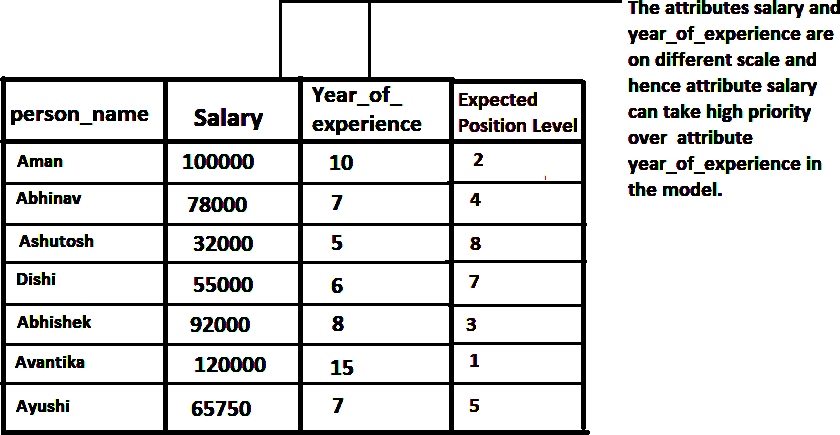 The attributes salary and
year_of_experience are
on different scale and
hence attribute salary
can take high priority
over attribute
year_of_experience in
the model.
person_name Salary Year_of_ experience Expected Position Level
Aman 100000 10 2
Abhinav 78000 7 4
Ashutosh 32000 5 8
Dishi 55000 6 7
Abhishek 92000 8 3
Avantika 120000 15 1
Ayushi 65750 7 5